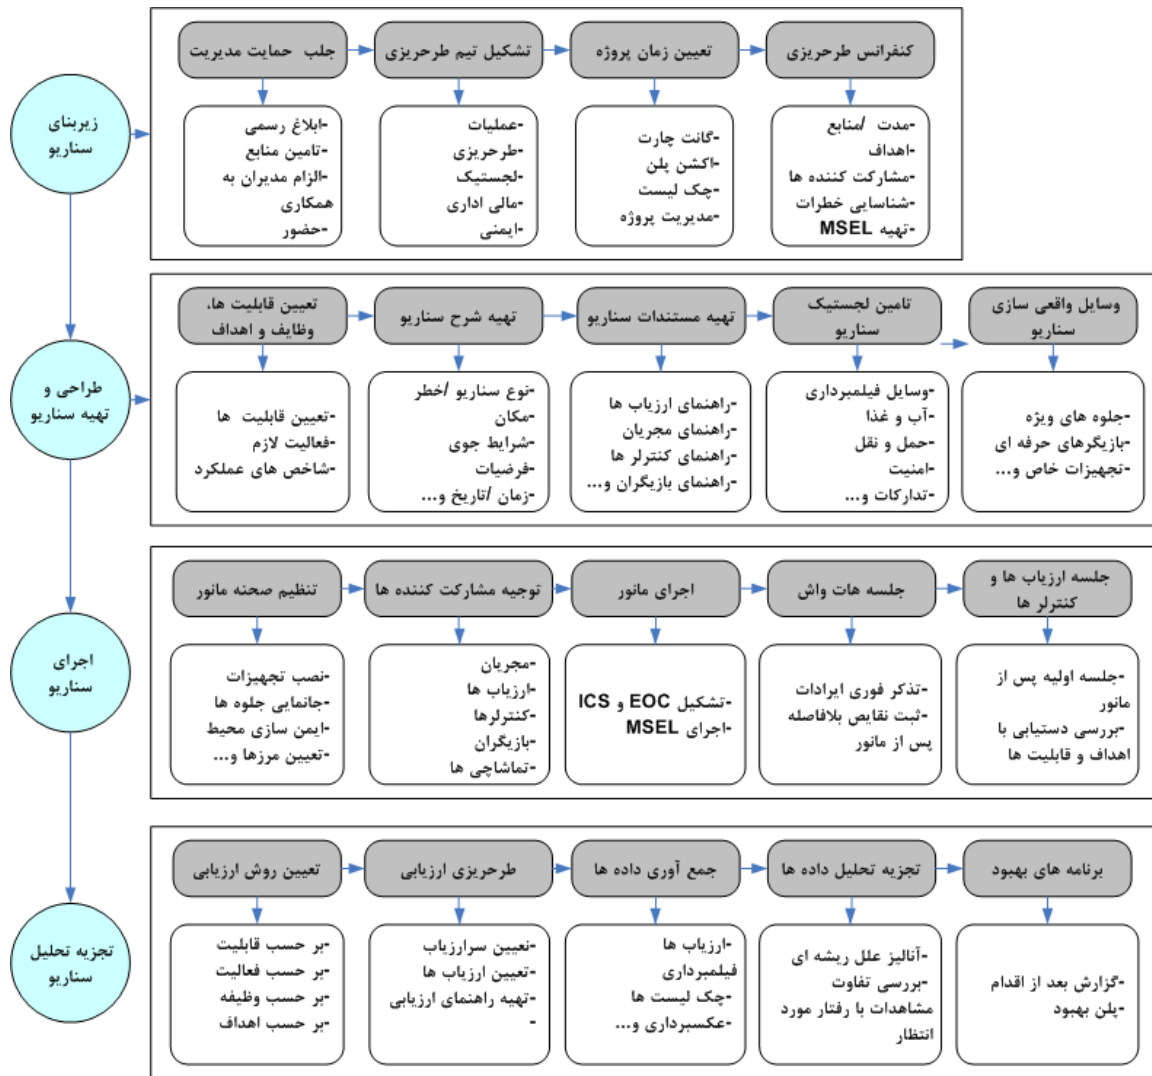 زیربنای
سناریو
جلب حمایت مدیریت
-ابلاغ رسمی
-تامین منابع
-الزام مدیران به
همکاری
-حضور
تشکیل تیم طرحریزی
-عملیات
-طرحریزی
-لجستیک
-مالی اداری
-ایمنی
تعیین زمان پروژه
-گانت چارت
-اکشن پلن
-چک لیست
-مدیریت پروژه
کنفرانس طرحریزی
-مدت /منابع
-اهداف
-مشارکت کننده ها
-شناسایی خطرات
-تهیه MSEL
طراحی و
تهیه سناریو
تعیین قابلیت ها،
وظایف و اهداف
-تعیین قابلیت ها
-فعالیت لازم
-شاخص های عملکرد
تهیه شرح سناریو
-نوع سناریو /خطر
-مکان
-شرایط جوی
-فرضیات
-زمان /تاریخ و...
تهیه مستندات سناریو
-راهنمای ارزیاب ها
-راهنمای مجریان
-راهنمای کنترلر ها
-راهنمای بازیگران و...
تامین لجستیک
سناریو
-وسایل فیلمبرداری
-آب و غذا
-حمل و نقل
-امنیت
-تدارکات و...
وسایل واقعی سازی
سناریو
-جلوه های ویژه
-بازیگرهای حرفه ای
-تجهیزات خاص و...
اجرای
سناریو
تنظیم صحنه مانور
-نصب تجهیزات
-جانمایی جلوه ها
-ایمن سازی محیط
-تعیین مرزها و...
توجیه مشارکت کننده ها
-مجریان
-ارزیاب ها
-کنترلرها
-بازیگران
-تماشاچی ها
اجرای مانور
-تشکیل EOC و ICS
-اجرای MSEL
جلسه هات واش
-تذکر فوری ایرادات
-ثبت نقایص بلافاصله
پس از مانور
جلسه ارزیاب ها و
کنترلر ها
-جلسه اولیه پس از
مانور
-بررسی دستیابی با
اهداف و قابلیت ها
تجزیه تحلیل
سناریو
تعیین روش ارزیابی
-بر حسب قابلیت
-بر حسب فعالیت
-بر حسب وظیفه
-بر حسب اهداف
طرحریزی ارزیابی
-تعیین سرارزیاب
-تعیین ارزیاب ها
-تهیه راهنمای ارزیابی
-
جمع آوری داده ها
-ارزیاب ها
فیلمبرداری
-چک لیست ها
-عکسبرداری و...
تجزیه تحلیل داده ها
-آنالیز علل ریشه ای
-بررسی تفاوت
مشاهدات با رفتار مورد
انتظار
برنامه های بهبود
-گزارش بعد از اقدام
-پلن بهبود